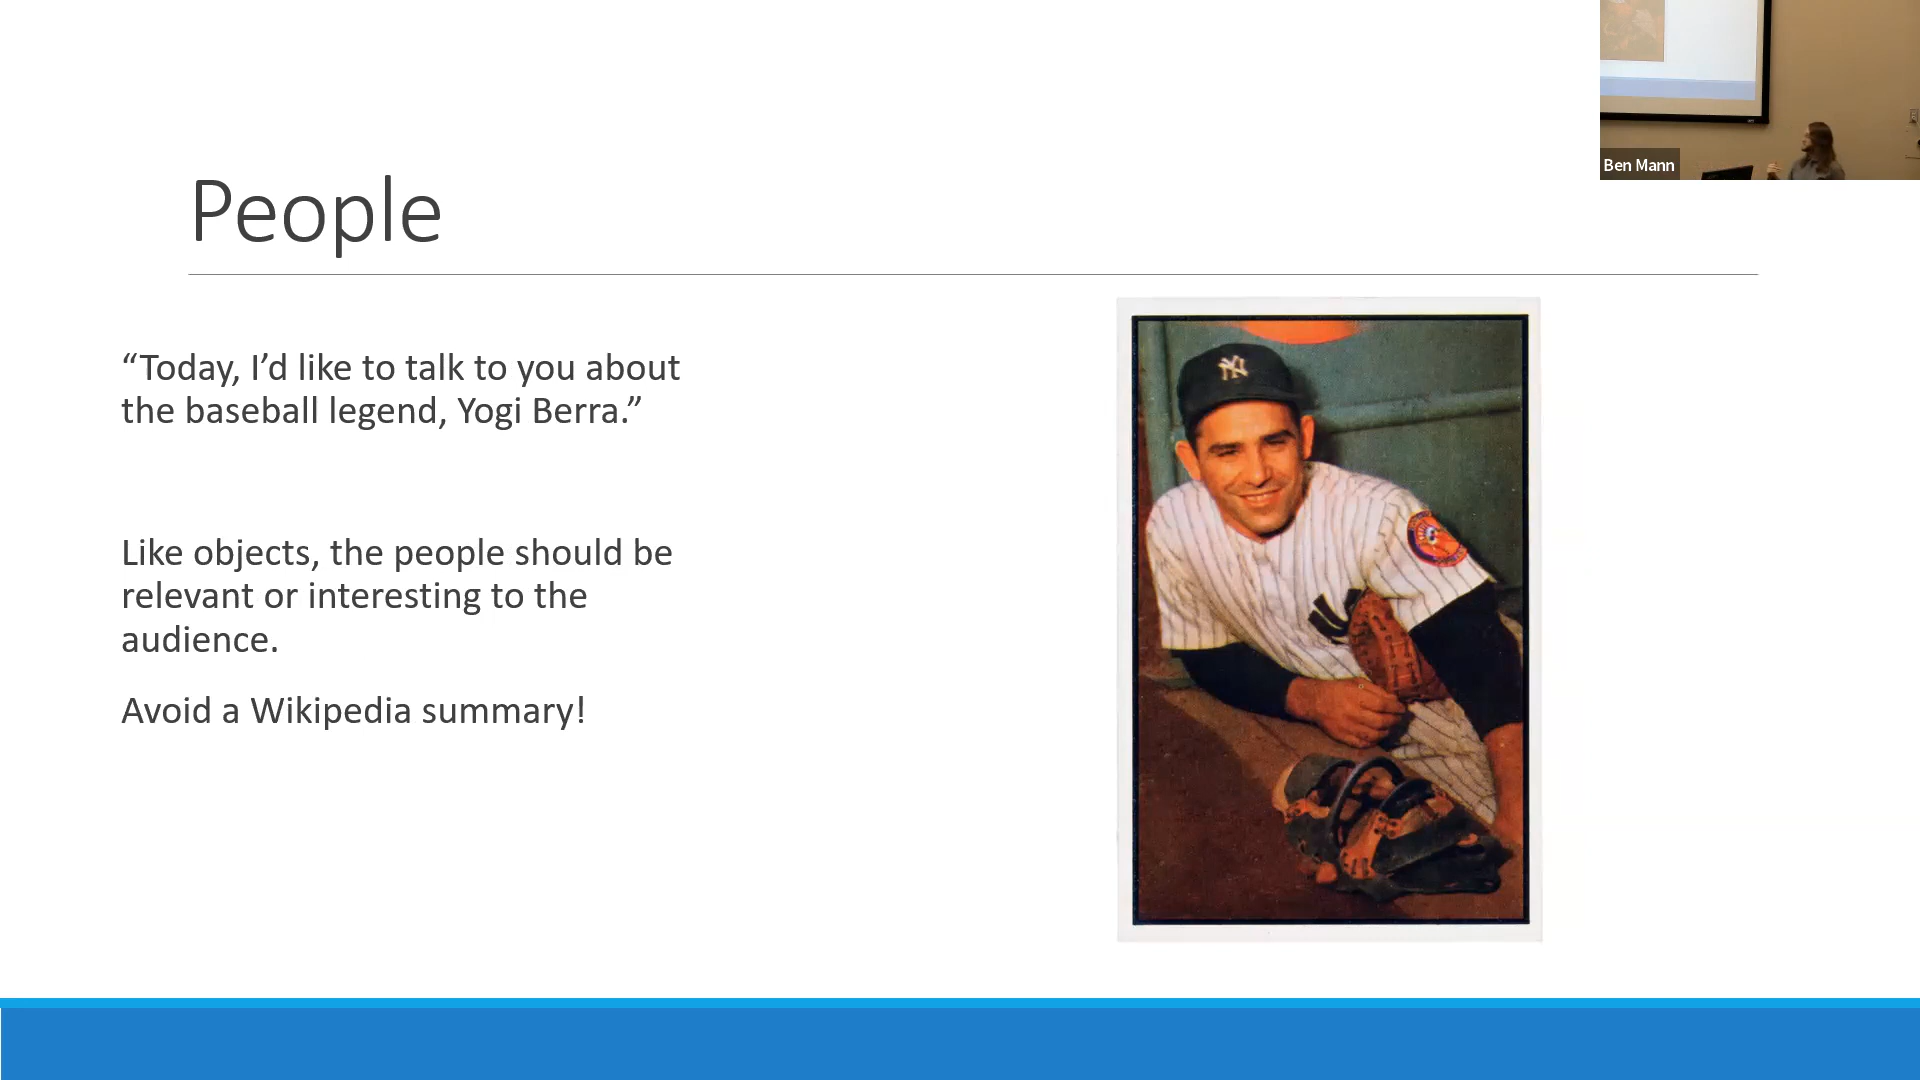 Ben Mann
People
“Today, I’d like to talk to you about
the baseball legend, Yogi Berra.”
Like objects, the people should be
relevant or interesting to the
audience.
Avoid a Wikipedia summary!
NY